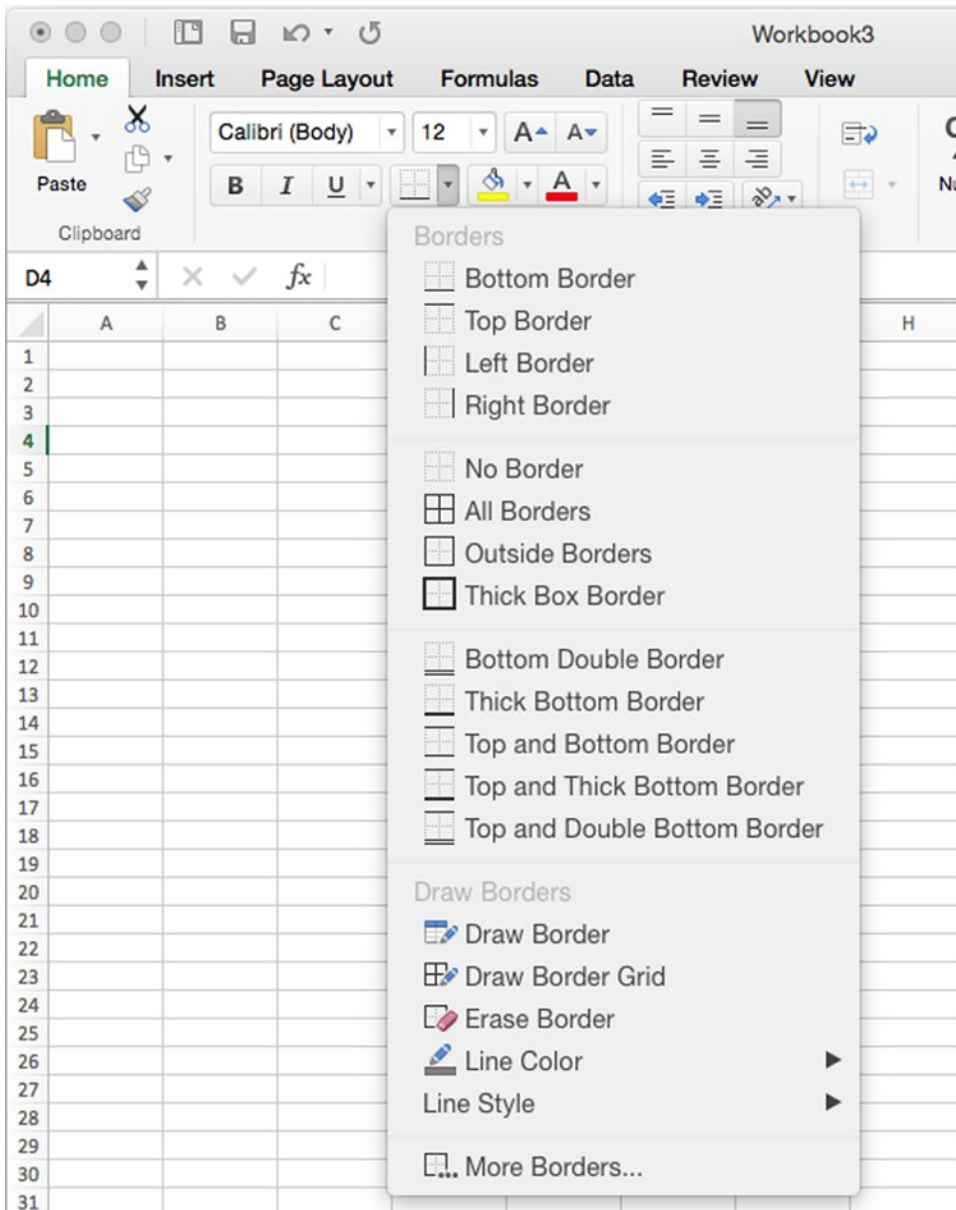 Workbook3
Home Insert Page Layout Formulas Data Review View
Calibri (Body) 12 A A
Paste B I U A ab
Clipboard
D4 fx
A B C H
1
2
3
4
5
6
7
8
9
10
11
12
13
14
15
16
17
18
19
20
21
22
23
24
25
26
27
28
29
30
31
Borders
Bottom Border
Top Border
Left Border
Right Border
No Border
All Borders
Outside Borders
Thick Box Border
Bottom Double Border
Thick Bottom Border
Top and Bottom Border
Top and Thick Bottom Border
Top and Double Bottom Border
Draw Borders
Draw Border
Draw Border Grid
Erase Border
Line Color
Line Style
More Borders...